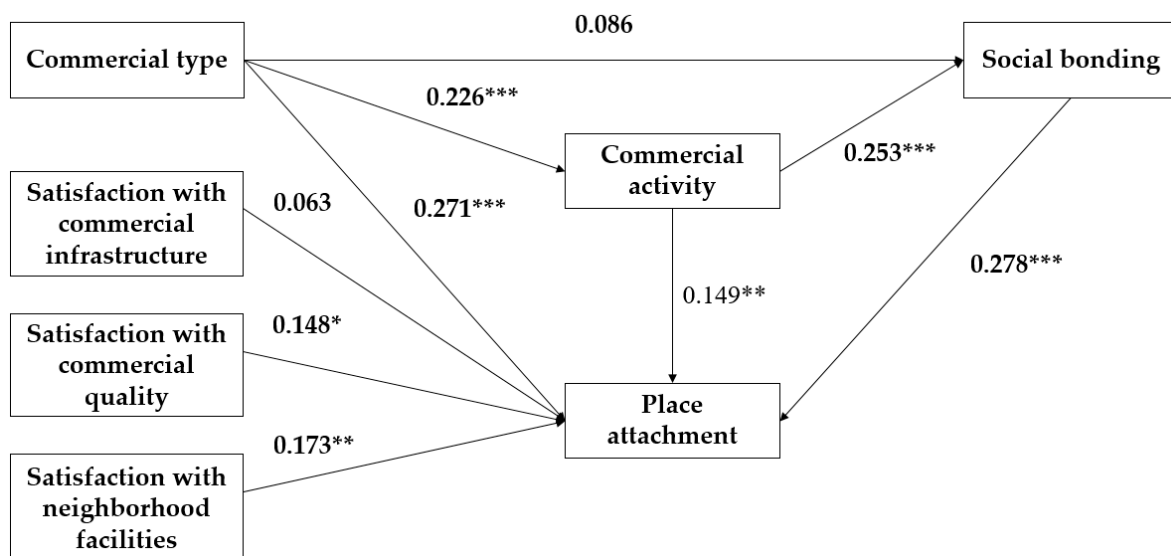 0.086
Commercial type
Social bonding
0.226***
Commercial
activity
0.253***
Satisfaction with
commercial
infrastructure
0.063
0.271***
0.278***
0.149**
Satisfaction with
commercial
quality
0.148*
Place
attachment
0.173**
Satisfaction with
neighborhood
facilities